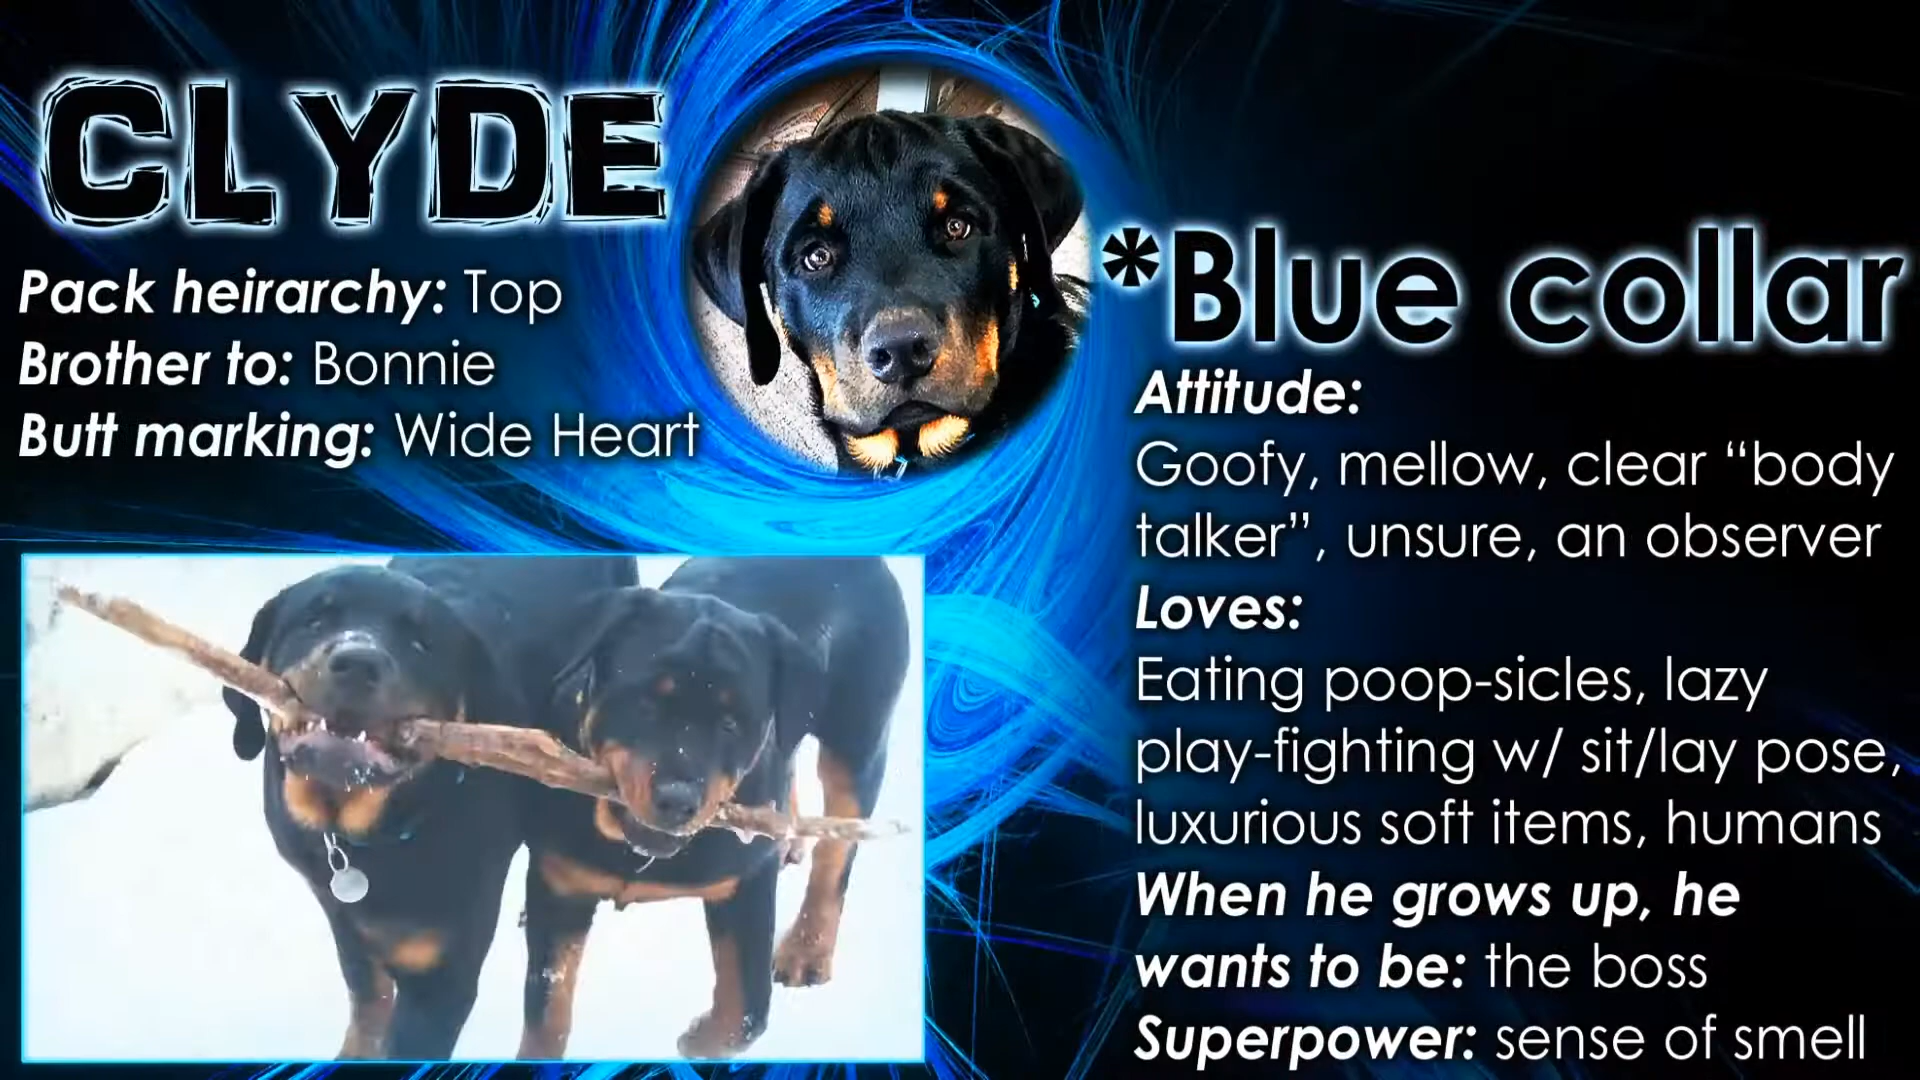 CLYDE
Pack heirarchy: Top
Brother to: Bonnie
Butt marking: Wide Heart
*Blue collar
Attitude:
Goofy, mellow, clear “body
talker”, unsure, an observer
Loves:
Eating poop-sicles, lazy
play-fighting w/ sit/lay pose,
luxurious soft items, humans
When he grows up, he
wants to be: the boss
Superpower: sense of smell